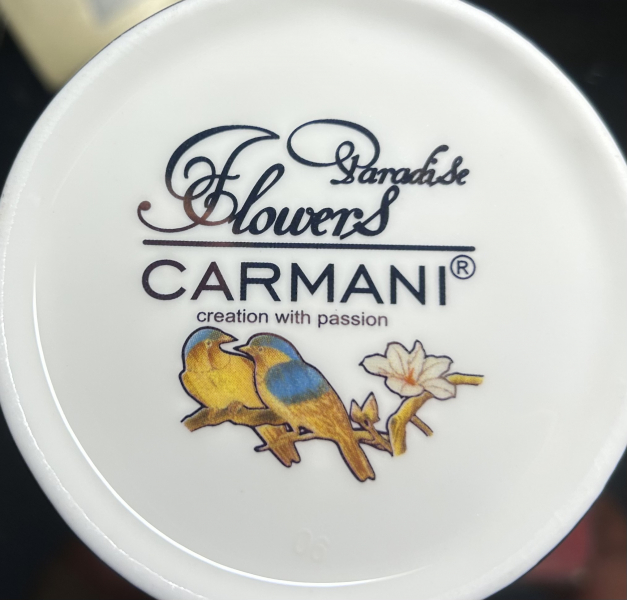 Paradise
Flowers
CARMANI®
creation with passion